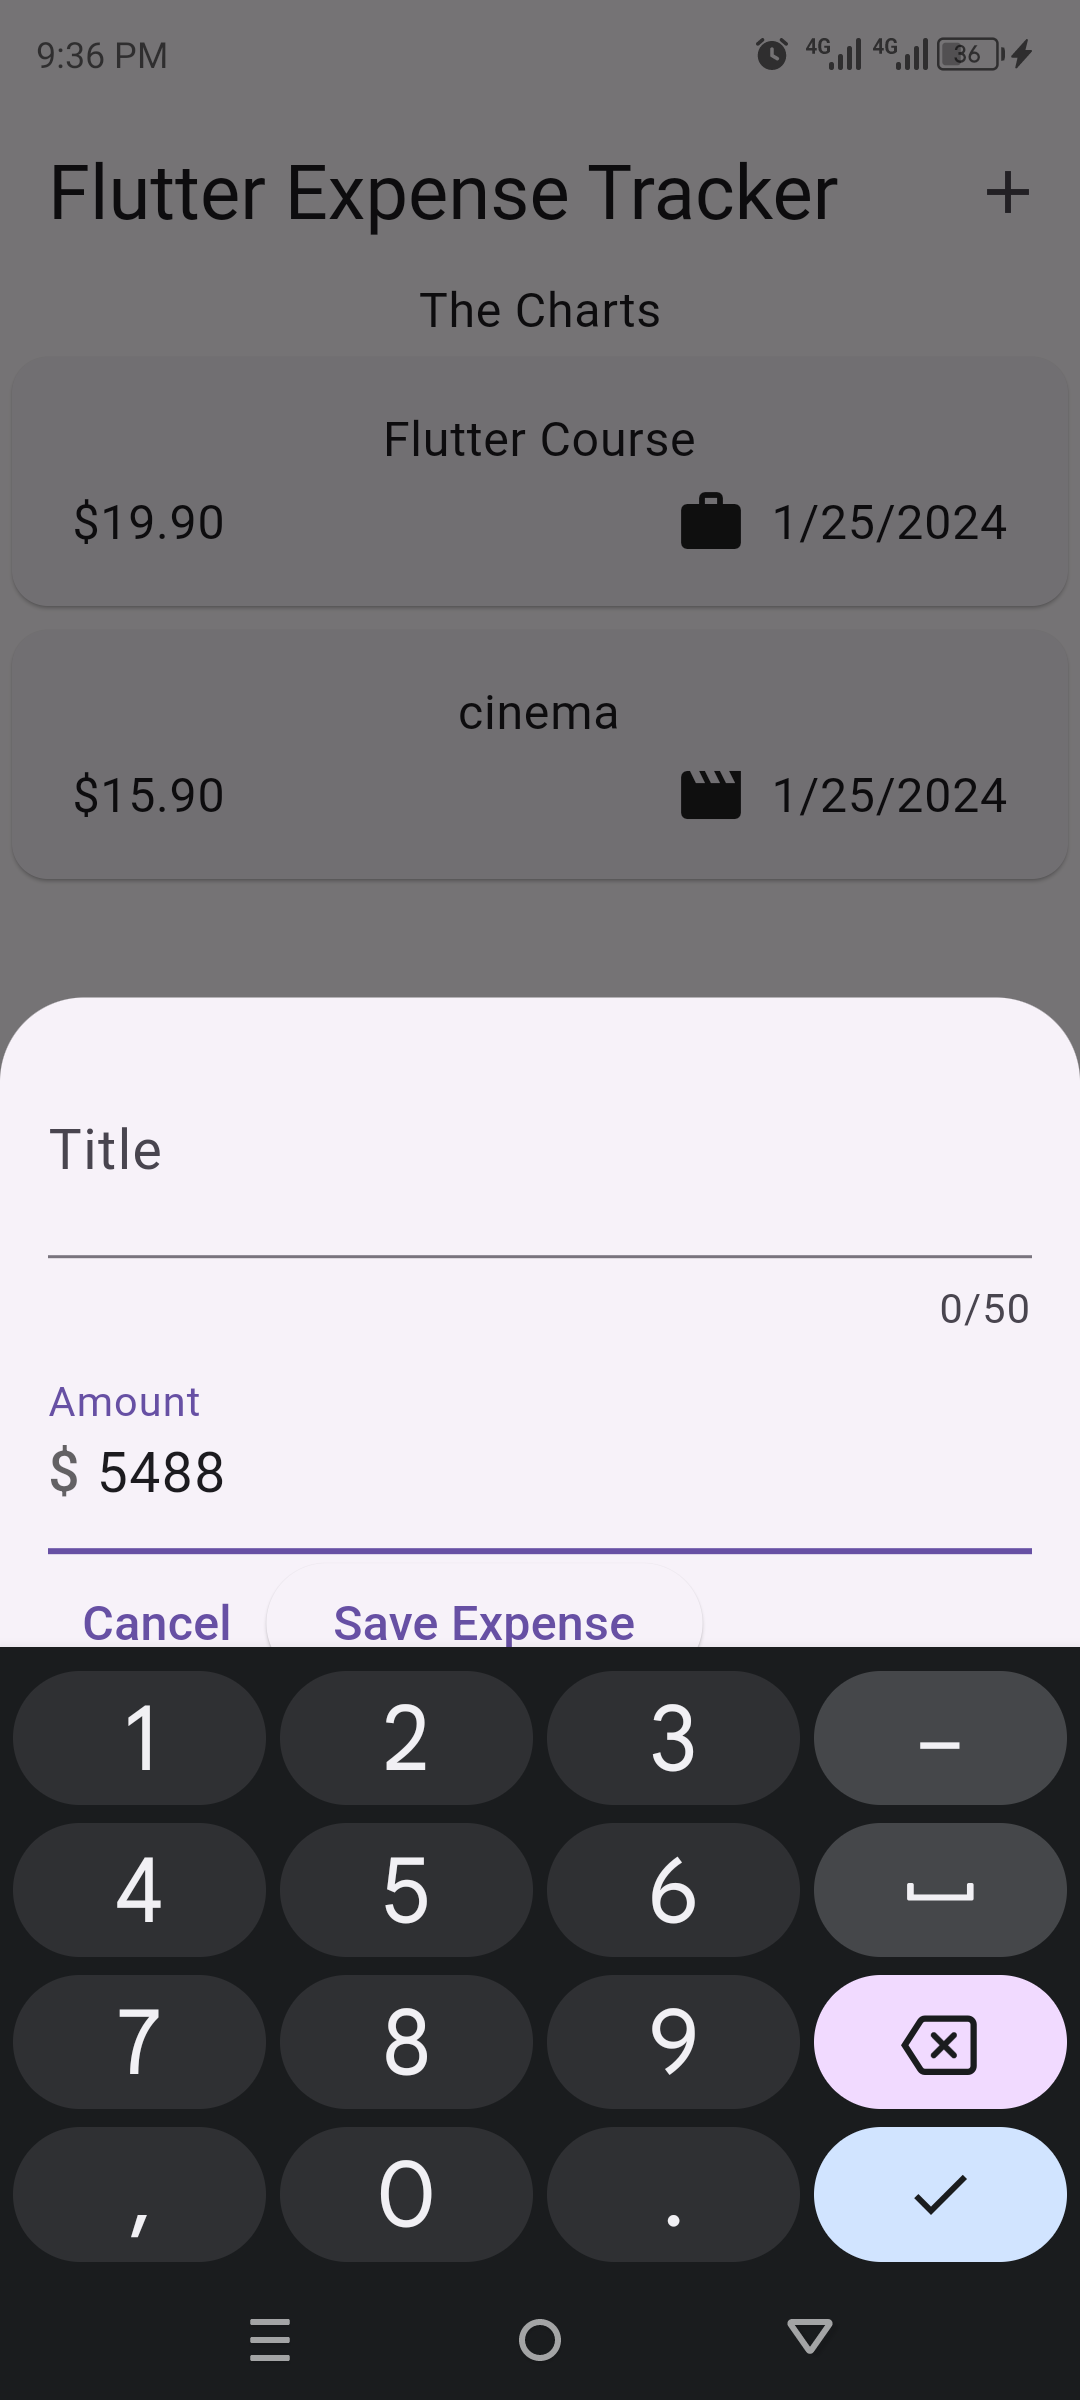 9:36 PM 4G 4G 36
Flutter Expense Tracker +
The Charts
Flutter Course
$19.90 1/25/2024
cinema
$15.90 1/25/2024
Title
0/50
Amount
$ 5488
Cancel Save Expense
1 2 3 –
4 5 6
7 8 9
, 0 .